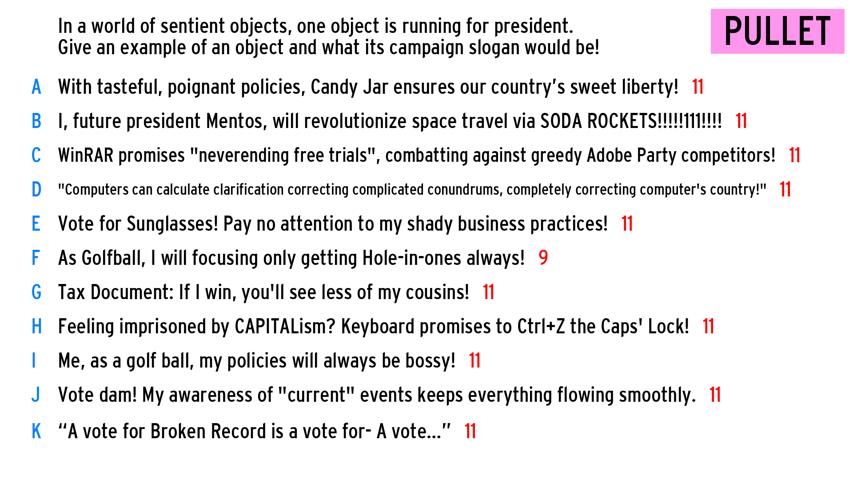 In a world of sentient objects, one object is running for president.
Give an example of an object and what its campaign slogan would be!
PULLET
A With tasteful, poignant policies, Candy Jar ensures our country's sweet liberty! 11
B I, future president Mentos, will revolutionize space travel via SODA ROCKETS!!!!!111!!!! 11
C WinRAR promises "neverending free trials", combatting against greedy Adobe Party competitors! 11
D "Computers can calculate clarification correcting complicated conundrums, completely correcting computer's country!" 11
E Vote for Sunglasses! Pay no attention to my shady business practices! 11
F As Golfball, I will focusing only getting Hole-in-ones always! 9
G Tax Document: If I win, you'll see less of my cousins! 11
H Feeling imprisoned by CAPITALism? Keyboard promises to Ctrl+Z the Caps' Lock! 11
I Me, as a golf ball, my policies will always be bossy! 11
J Vote dam! My awareness of "current" events keeps everything flowing smoothly. 11
K “A vote for Broken Record is a vote for- A vote...” 11